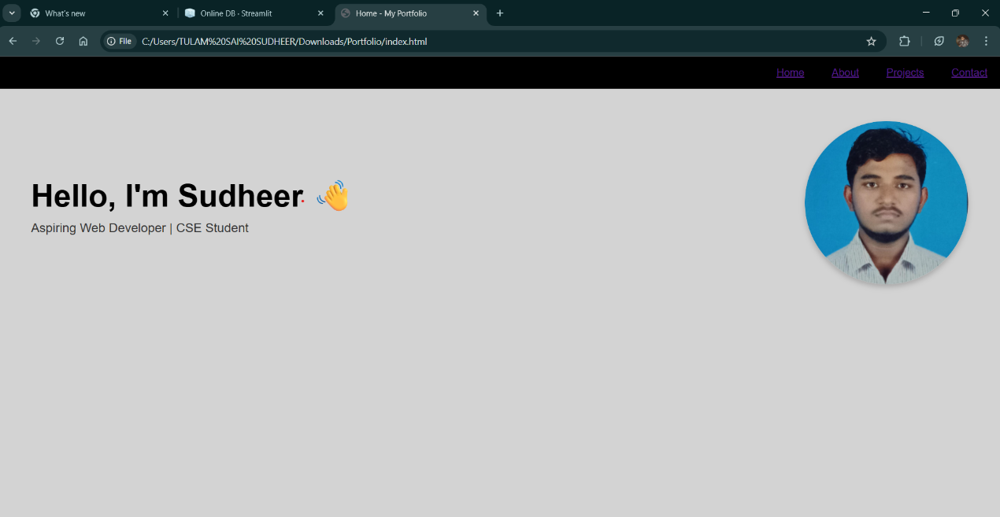 What's new
Online DB · Streamlit
Home - My Portfolio
File
C:/Users/TULAM%20SAI%20SUDHEER/Downloads/Portfolio/index.html
Home About Projects Contact
Hello, I'm Sudheer 👋
Aspiring Web Developer | CSE Student